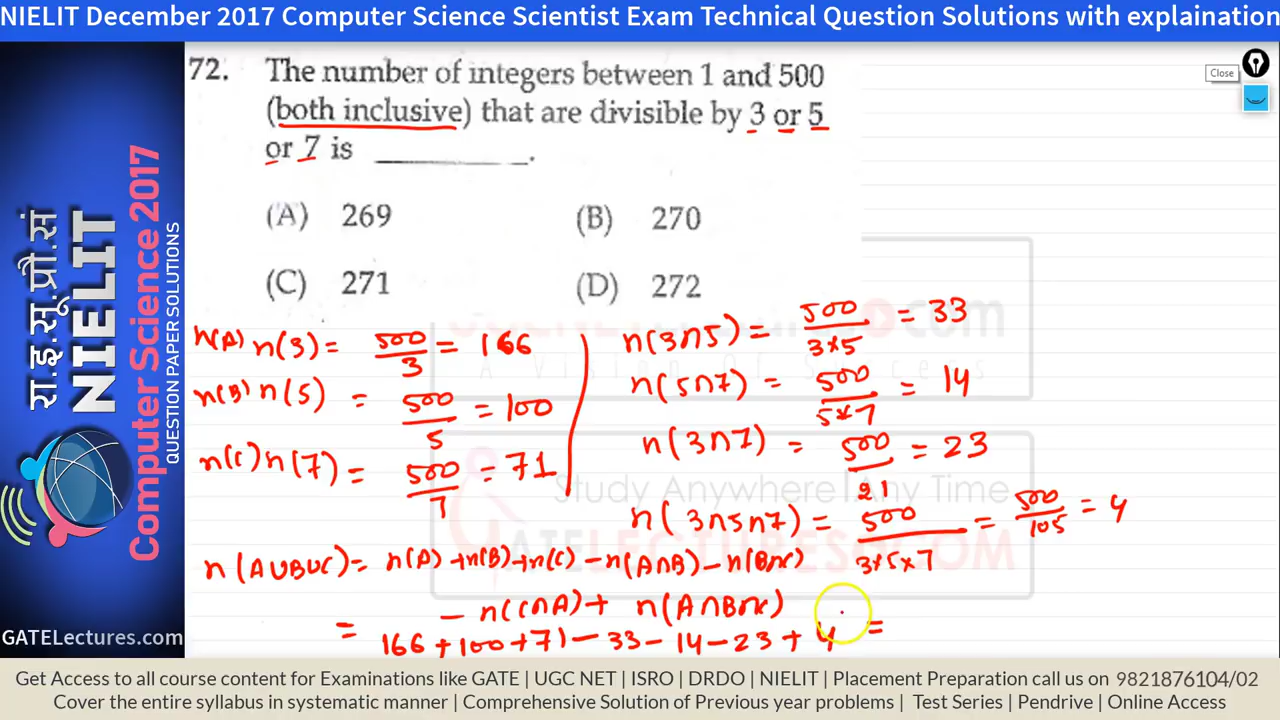 NIELIT December 2017 Computer Science Scientist Exam Technical Question Solutions with explaination
Close
रा.इ.सू.प्रौ.सं
NIELIT
Computer Science 2017
QUESTION PAPER SOLUTIONS
72. The number of integers between 1 and 500
(both inclusive) that are divisible by 3 or 5
or 7 is ________.
(A) 269 (B) 270
(C) 271 (D) 272
n(A) n(3) = 500/3 = 166
n(B) n(5) = 500/5 = 100
n(C) n(7) = 500/7 = 71
n(3∩5) = 500/3*5 = 33
n(5∩7) = 500/5*7 = 14
n(3∩7) = 500/21 = 23
n(3∩5∩7) = 500/3*5*7 = 500/105 = 4
n(AUBUC) = n(A) + n(B) + n(C) - n(A∩B) - n(B∩C)
- n(C∩A) + n(A∩B∩C)
= 166 + 100 + 71 - 33 - 14 - 23 + 4 =
A Vision Of Success
Study Anywhere Any Time
GATELECTURES.COM
GATELectures.com
Get Access to all course content for Examinations like GATE | UGC NET | ISRO | DRDO | NIELIT | Placement Preparation call us on 9821876104/02
Cover the entire syllabus in systematic manner | Comprehensive Solution of Previous year problems | Test Series | Pendrive | Online Access